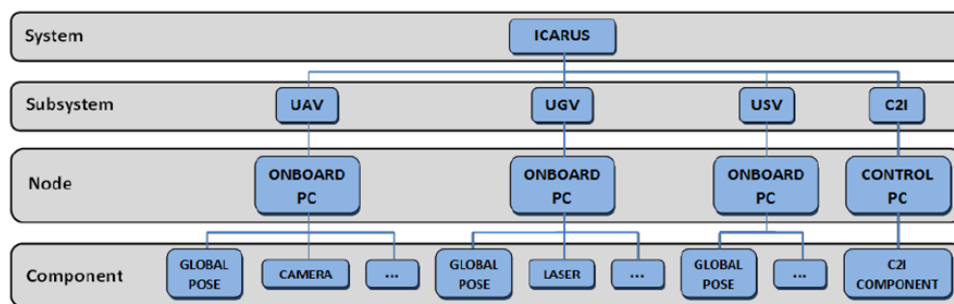 System
ICARUS
Subsystem
UAV
UGV
USV
C2I
Node
ONBOARD
PC
ONBOARD
PC
ONBOARD
PC
CONTROL
PC
Component
GLOBAL
POSE
CAMERA
...
GLOBAL
POSE
LASER
...
GLOBAL
POSE
...
C2I
COMPONENT